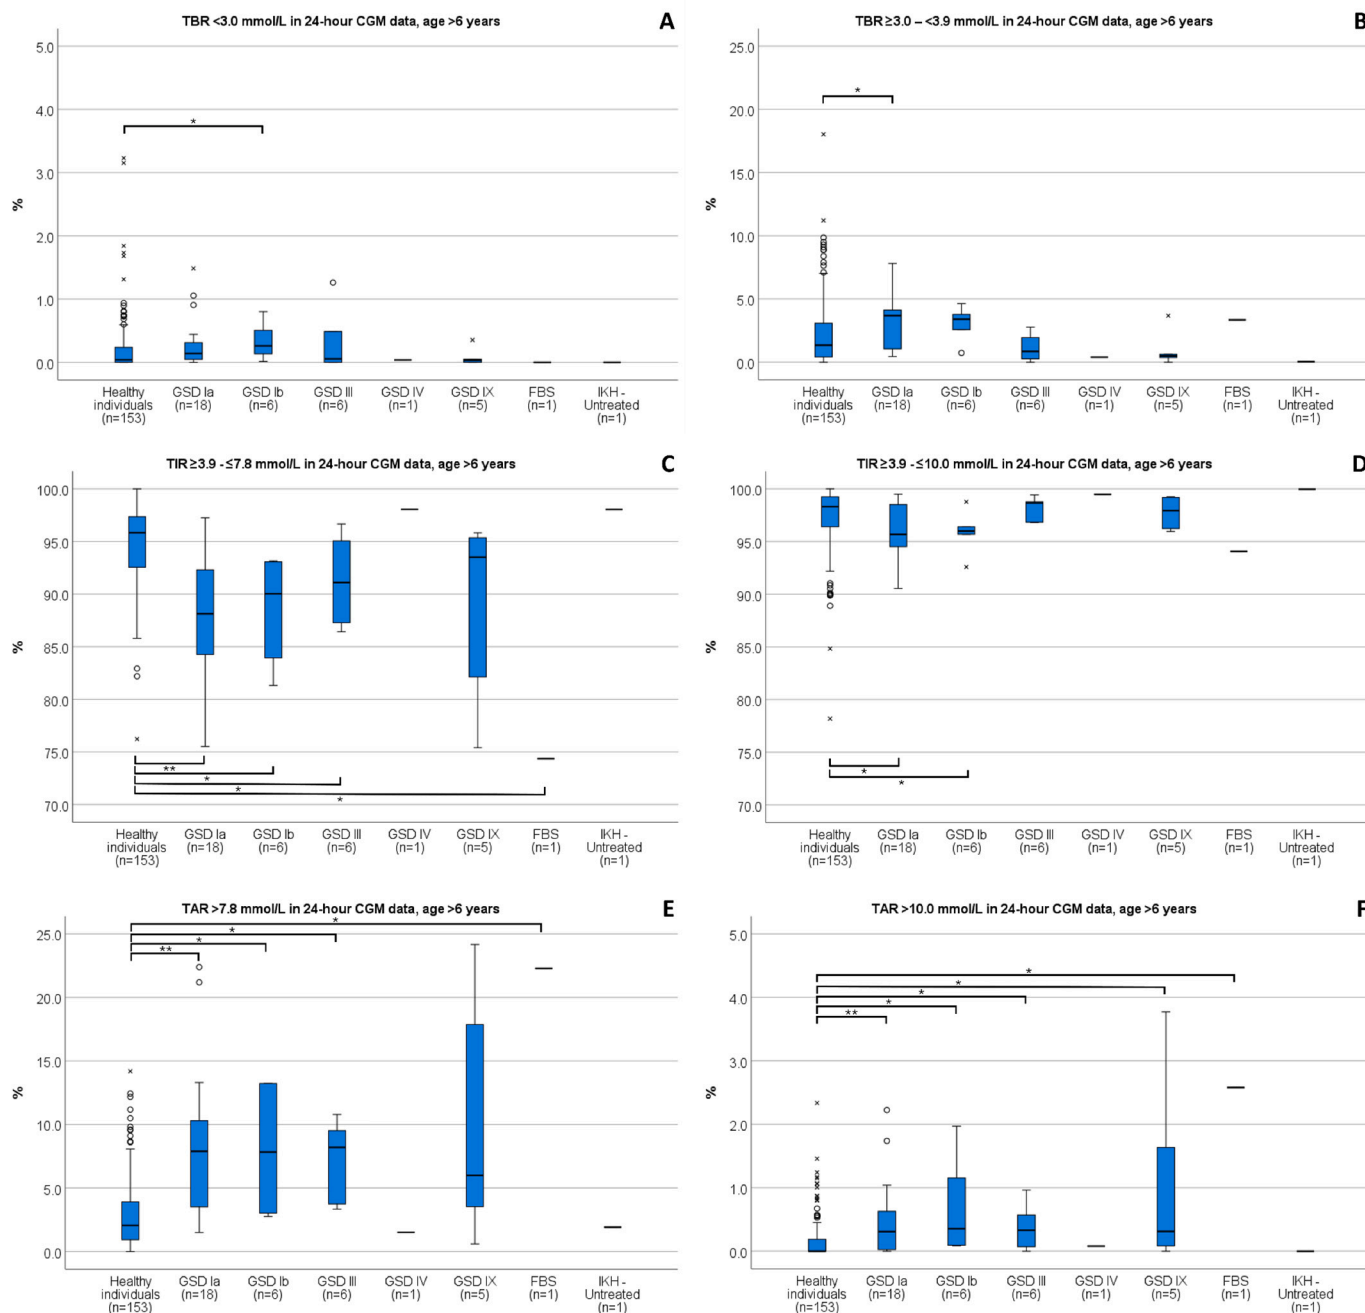 TBR <3.0 mmol/L in 24-hour CGM data, age >6 years
A
5.0
4.0
3.0
2.0
1.0
0.0
%
*
Healthy individuals (n=153)
GSD Ia (n=18)
GSD Ib (n=6)
GSD III (n=6)
GSD IV (n=1)
GSD IX (n=5)
FBS (n=1)
IKH - Untreated (n=1)
TBR ≥3.0 – <3.9 mmol/L in 24-hour CGM data, age >6 years
B
25.0
20.0
15.0
10.0
5.0
0.0
%
*
Healthy individuals (n=153)
GSD Ia (n=18)
GSD Ib (n=6)
GSD III (n=6)
GSD IV (n=1)
GSD IX (n=5)
FBS (n=1)
IKH - Untreated (n=1)
TIR ≥3.9 - ≤7.8 mmol/L in 24-hour CGM data, age >6 years
C
100.0
95.0
90.0
85.0
80.0
75.0
70.0
%
**
*
*
*
Healthy individuals (n=153)
GSD Ia (n=18)
GSD Ib (n=6)
GSD III (n=6)
GSD IV (n=1)
GSD IX (n=5)
FBS (n=1)
IKH - Untreated (n=1)
TIR ≥3.9 - ≤10.0 mmol/L in 24-hour CGM data, age >6 years
D
100.0
95.0
90.0
85.0
80.0
75.0
70.0
%
*
*
Healthy individuals (n=153)
GSD Ia (n=18)
GSD Ib (n=6)
GSD III (n=6)
GSD IV (n=1)
GSD IX (n=5)
FBS (n=1)
IKH - Untreated (n=1)
TAR >7.8 mmol/L in 24-hour CGM data, age >6 years
E
25.0
20.0
15.0
10.0
5.0
0.0
%
*
*
*
**
Healthy individuals (n=153)
GSD Ia (n=18)
GSD Ib (n=6)
GSD III (n=6)
GSD IV (n=1)
GSD IX (n=5)
FBS (n=1)
IKH - Untreated (n=1)
TAR >10.0 mmol/L in 24-hour CGM data, age >6 years
F
5.0
4.0
3.0
2.0
1.0
0.0
%
*
*
*
*
**
Healthy individuals (n=153)
GSD Ia (n=18)
GSD Ib (n=6)
GSD III (n=6)
GSD IV (n=1)
GSD IX (n=5)
FBS (n=1)
IKH - Untreated (n=1)